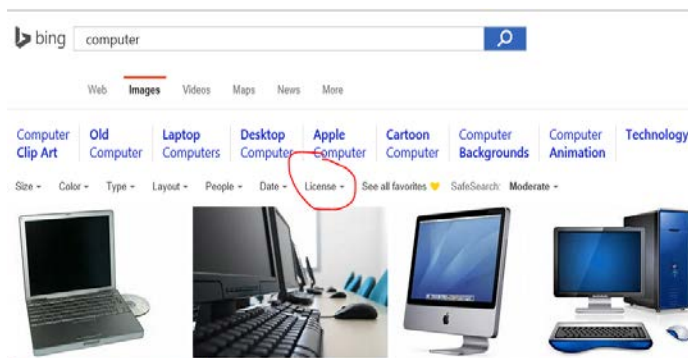 bing computer
Web Images Videos Maps News More
Computer Clip Art
Old Computer
Laptop Computers
Desktop Computer
Apple Computer
Cartoon Computer
Computer Backgrounds
Computer Animation
Technology
Size Color Type Layout People Date License See all favorites SafeSearch: Moderate